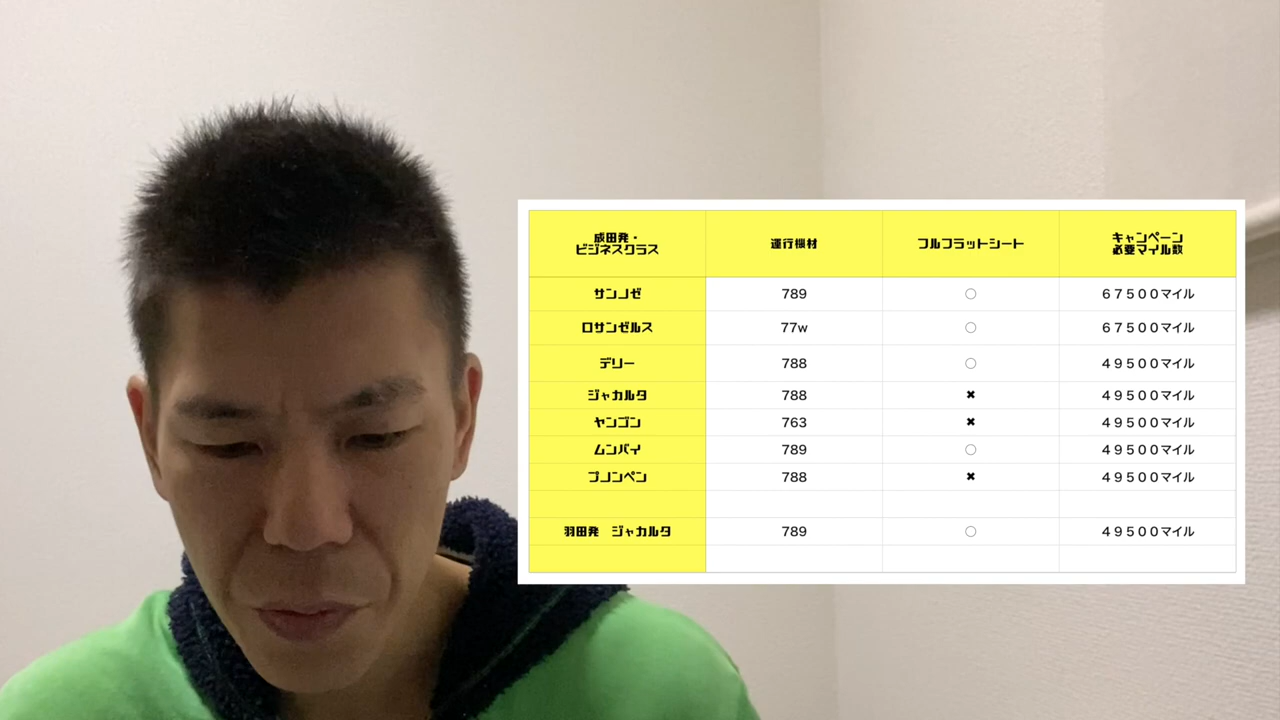 成田発・
ビジネスクラス 運行機材 フルフラットシート キャンペーン
必要マイル数
サンノゼ 789 ○ ６７５００マイル
ロサンゼルス 77w ○ ６７５００マイル
デリー 788 ○ ４９５００マイル
ジャカルタ 788 ✖ ４９５００マイル
ヤンゴン 763 ✖ ４９５００マイル
ムンバイ 789 ○ ４９５００マイル
プノンペン 788 ✖ ４９５００マイル
羽田発　ジャカルタ 789 ○ ４９５００マイル